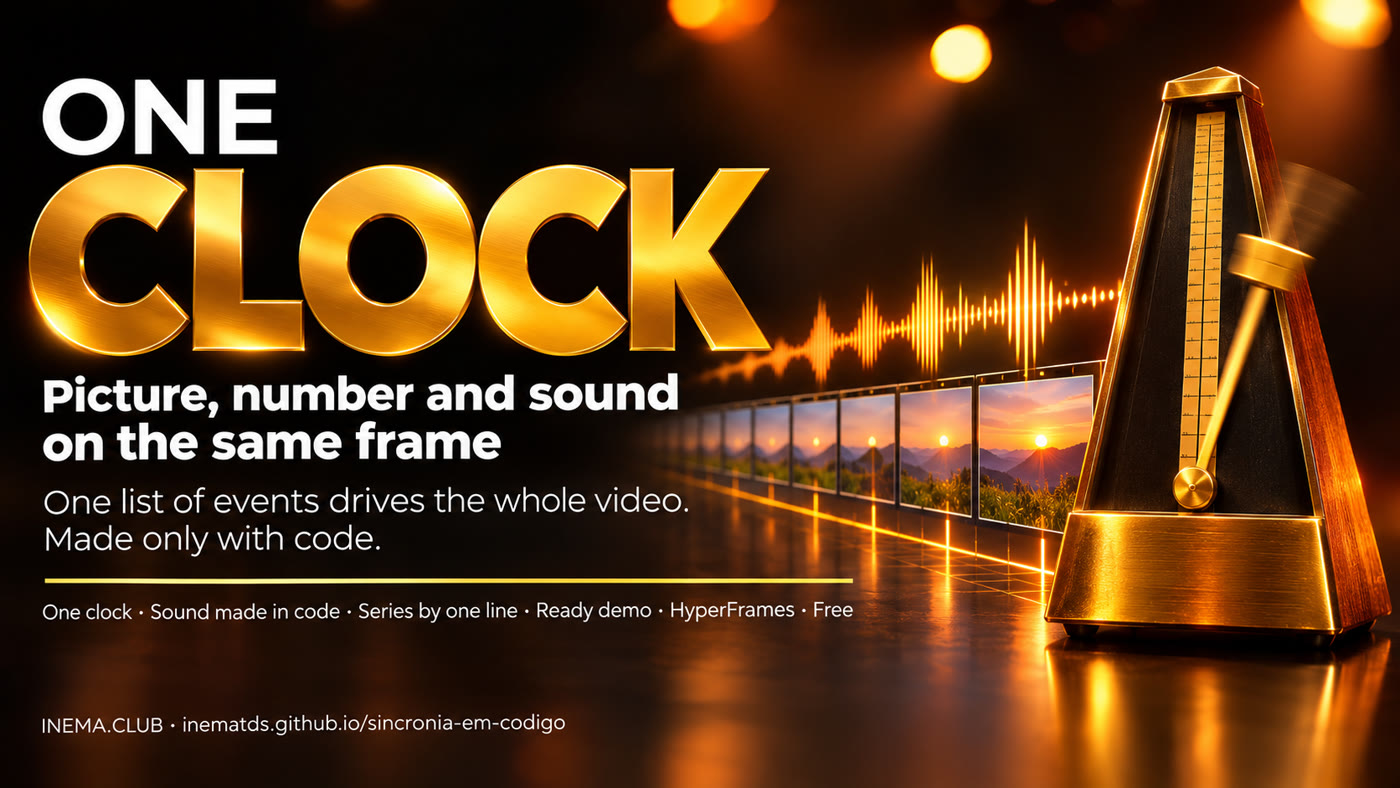 ONE
CLOCK
Picture, number and sound
on the same frame
One list of events drives the whole video.
Made only with code.
One clock · Sound made in code · Series by one line · Ready demo · HyperFrames · Free
INEMA.CLUB · inematds.github.io/sincronia-em-codigo